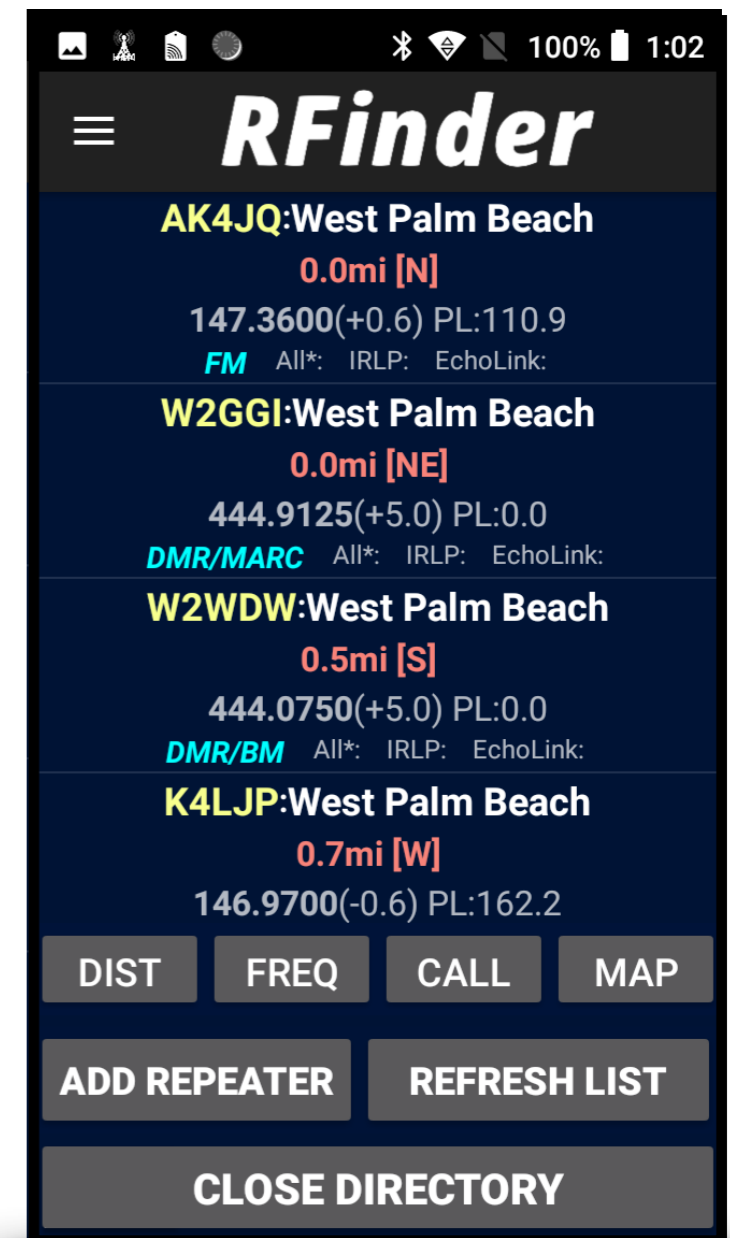 100% 1:02
RFinder
AK4JQ:West Palm Beach
0.0mi [N]
147.3600(+0.6) PL:110.9
FM All*: IRLP: EchoLink:
W2GGI:West Palm Beach
0.0mi [NE]
444.9125(+5.0) PL:0.0
DMR/MARC All*: IRLP: EchoLink:
W2WDW:West Palm Beach
0.5mi [S]
444.0750(+5.0) PL:0.0
DMR/BM All*: IRLP: EchoLink:
K4LJP:West Palm Beach
0.7mi [W]
146.9700(-0.6) PL:162.2
DIST FREQ CALL MAP
ADD REPEATER REFRESH LIST
CLOSE DIRECTORY